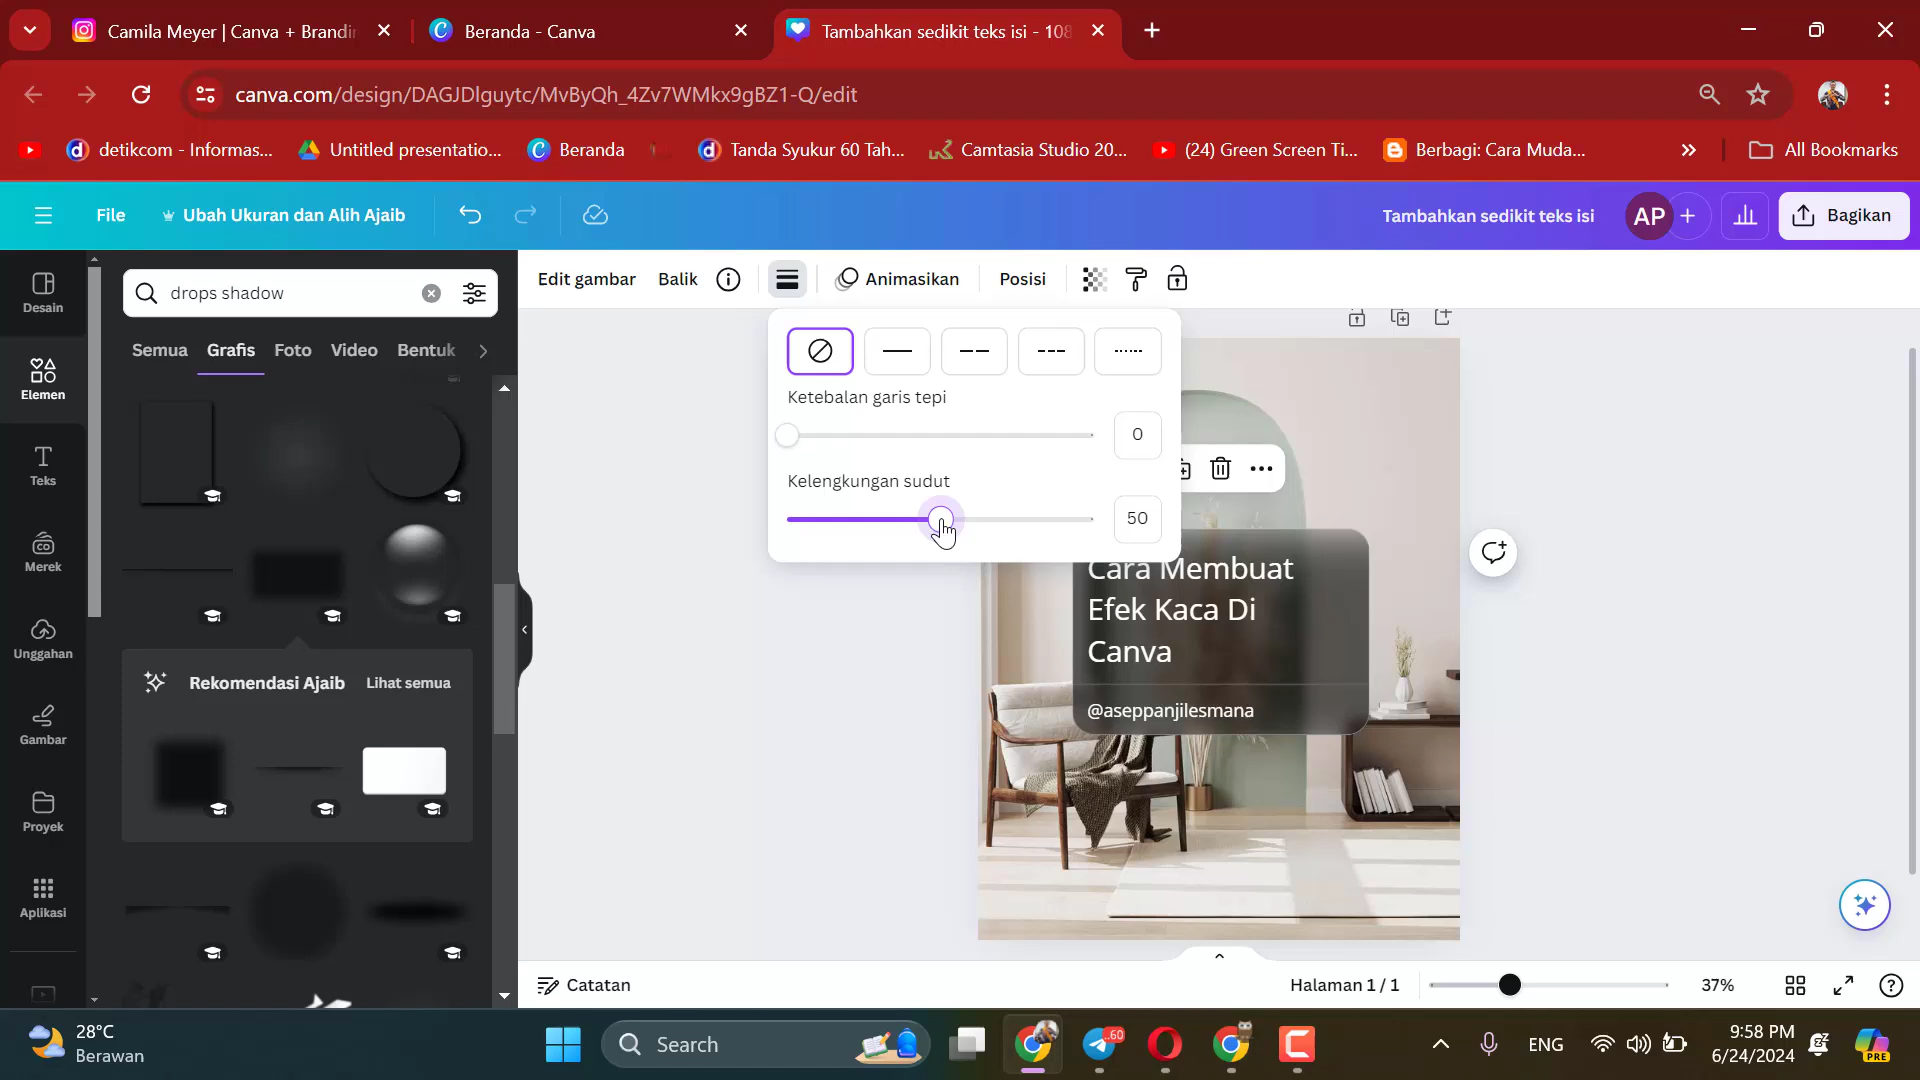 Camila Meyer | Canva + Brandin
Beranda - Canva
Tambahkan sedikit teks isi - 108
canva.com/design/DAGJDlguytc/MvByQh_4Zv7WMkx9gBZ1-Q/edit
detikcom - Informas...
Untitled presentatio...
Beranda
Tanda Syukur 60 Tah...
Camtasia Studio 20...
(24) Green Screen Ti...
Berbagi: Cara Muda...
All Bookmarks
File
Ubah Ukuran dan Alih Ajaib
Tambahkan sedikit teks isi
AP
Bagikan
Desain
Elemen
Teks
Merek
Unggahan
Gambar
Proyek
Aplikasi
drops shadow
Semua
Grafis
Foto
Video
Bentuk
Rekomendasi Ajaib
Lihat semua
Edit gambar
Balik
Animasikan
Posisi
Ketebalan garis tepi
0
Kelengkungan sudut
50
Cara Membuat
Efek Kaca Di
Canva
@aseppanjilesmana
Catatan
Halaman 1 / 1
37%
28°C
Berawan
Search
..60
ENG
9:58 PM
6/24/2024
PRE